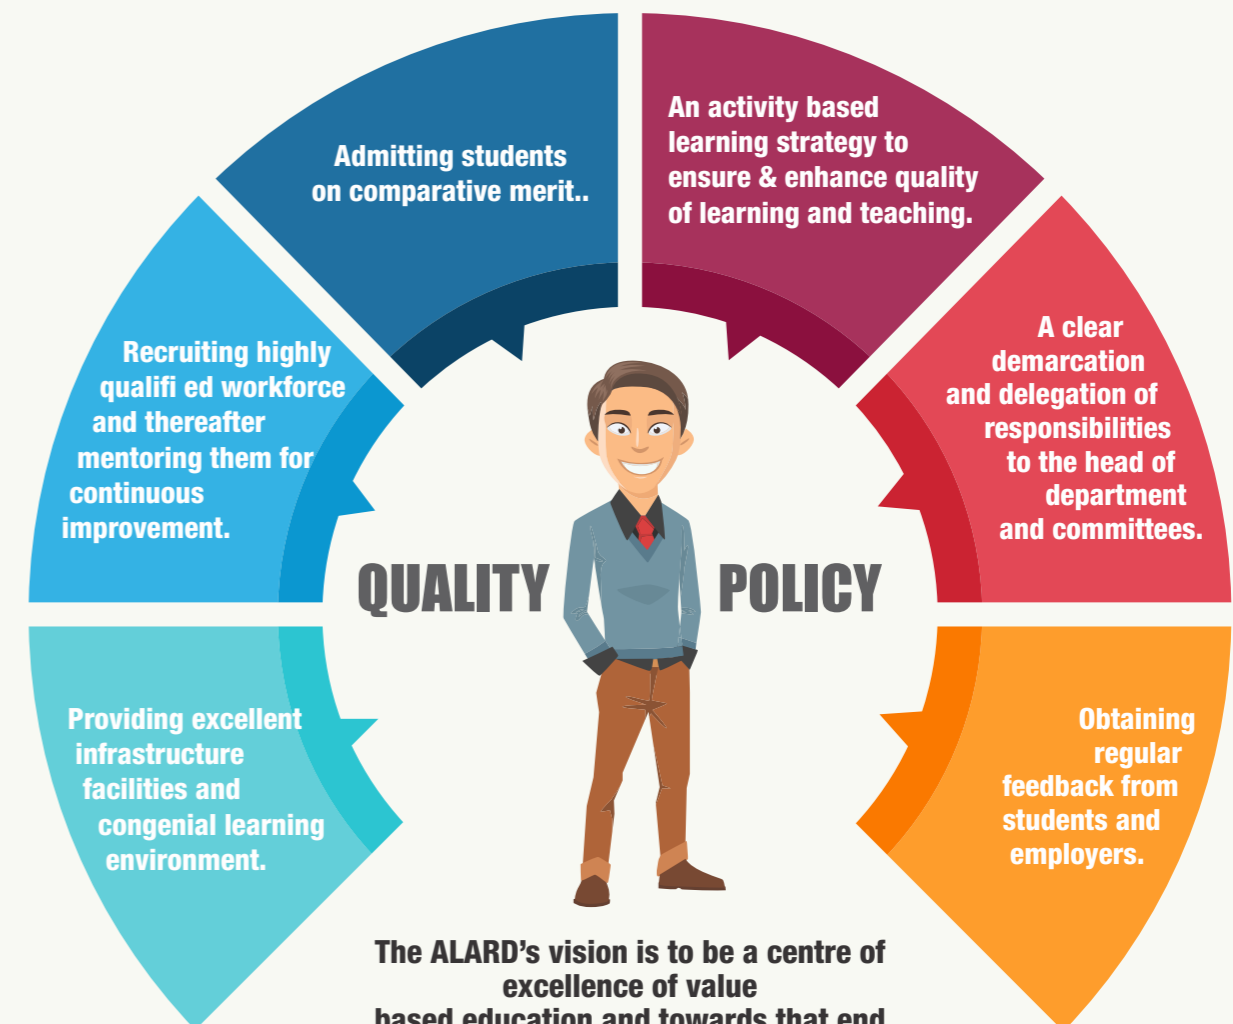 Admitting students
on comparative merit..
An activity based
learning strategy to
ensure & enhance quality
of learning and teaching.
Recruiting highly
qualifi ed workforce
and thereafter
mentoring them for
continuous
improvement.
A clear
demarcation
and delegation of
responsibilities
to the head of
department
and committees.
QUALITY POLICY
Providing excellent
infrastructure
facilities and
congenial learning
environment.
Obtaining
regular
feedback from
students and
employers.
The ALARD’s vision is to be a centre of
excellence of value
based education and towards that end